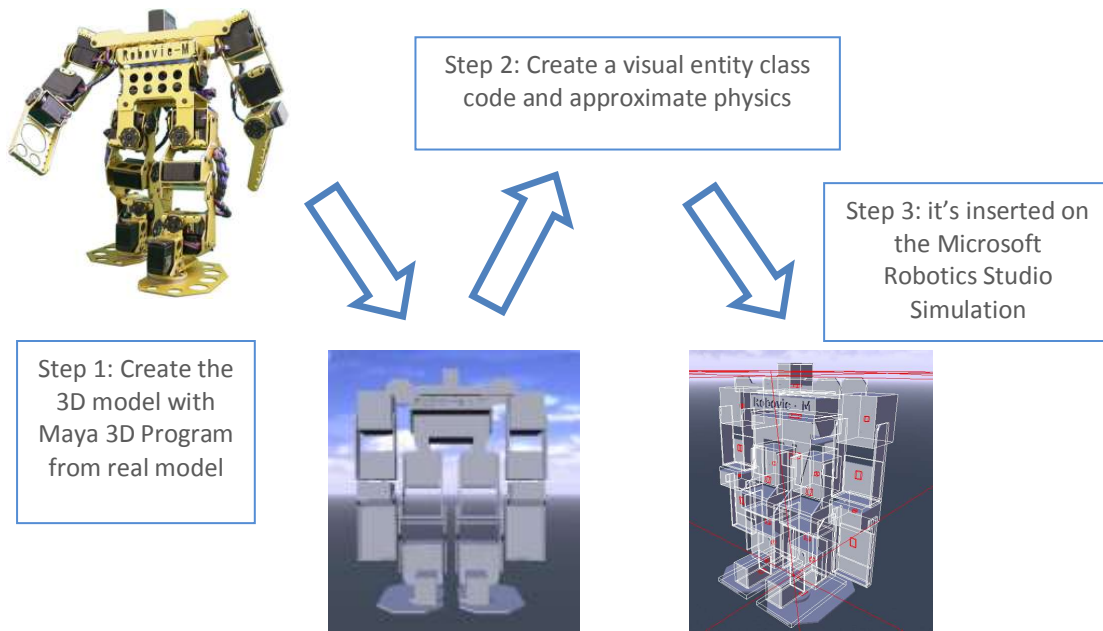 Robovie-M
Step 2: Create a visual entity class
code and approximate physics
Step 3: it’s inserted on
the Microsoft
Robotics Studio
Simulation
Step 1: Create the
3D model with
Maya 3D Program
from real model
Robovie - M